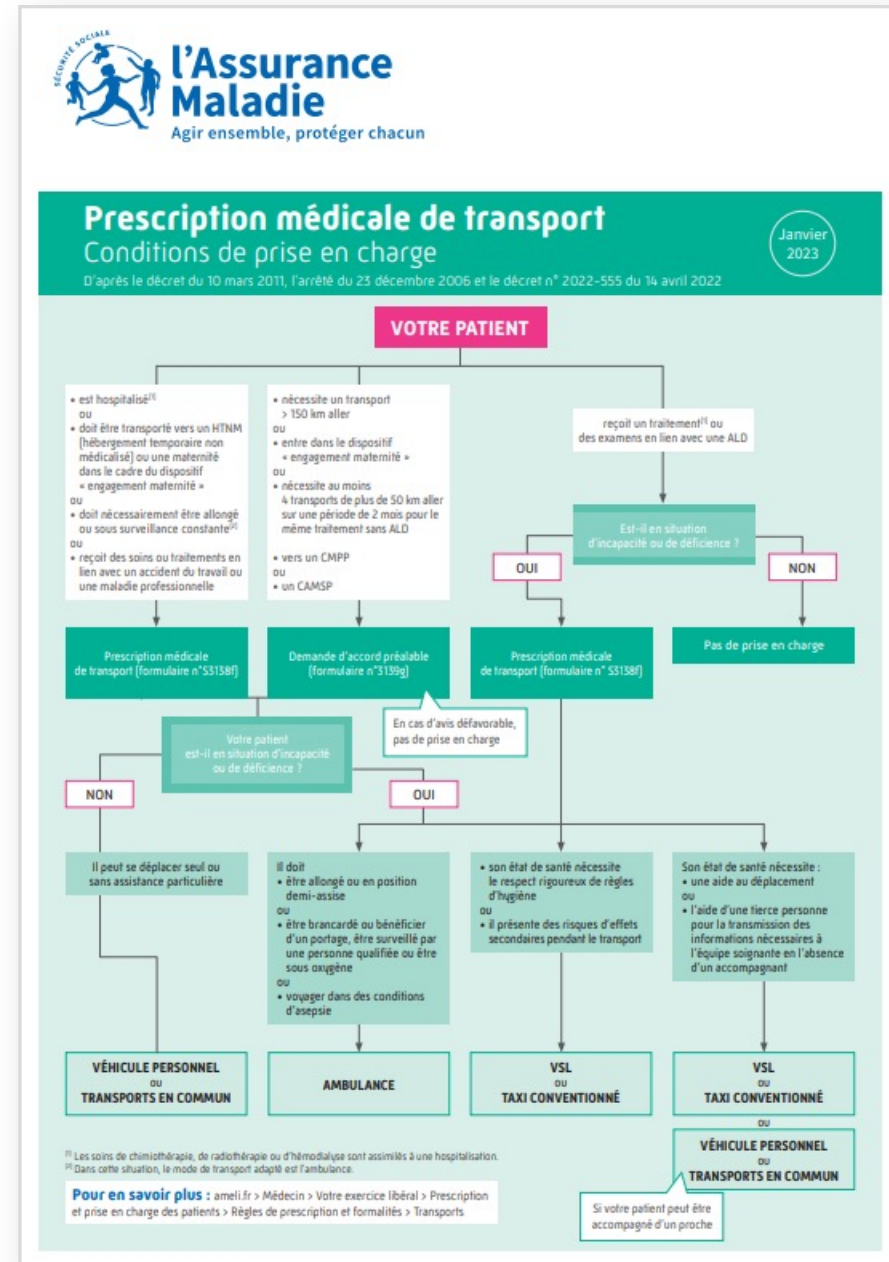 SÉCURITÉ SOCIALE
l'Assurance
Maladie
Agir ensemble, protéger chacun
Prescription médicale de transport
Conditions de prise en charge
D'après le décret du 10 mars 2011, l'arrêté du 23 décembre 2006 et le décret n° 2022-555 du 14 avril 2022
Janvier
2023
VOTRE PATIENT
• est hospitalisé[1]
ou
• doit être transporté vers un HTNM
(hébergement temporaire non
médicalisé) ou une maternité
dans le cadre du dispositif
« engagement maternité »
ou
• doit nécessairement être allongé
ou sous surveillance constante[2]
ou
• reçoit des soins ou traitements en
lien avec un accident du travail ou
une maladie professionnelle
• nécessite un transport
> 150 km aller
ou
• entre dans le dispositif
« engagement maternité »
ou
• nécessite au moins
4 transports de plus de 50 km aller
sur une période de 2 mois pour le
même traitement sans ALD
• vers un CMPP
ou
• un CAMSP
reçoit un traitement[1] ou
des examens en lien avec une ALD
Est-il en situation
d'incapacité ou de déficience ?
OUI
NON
Prescription médicale
de transport (formulaire n°S3138f)
Demande d'accord préalable
(formulaire n°3139g)
Prescription médicale
de transport (formulaire n° S3138f)
Pas de prise en charge
En cas d'avis défavorable,
pas de prise en charge
Votre patient
est-il en situation d'incapacité
ou de déficience ?
NON
OUI
Il peut se déplacer seul ou
sans assistance particulière
Il doit
• être allongé ou en position
demi-assise
ou
• être brancardé ou bénéficier
d'un portage, être surveillé par
une personne qualifiée ou être
sous oxygène
ou
• voyager dans des conditions
d'asepsie
• son état de santé nécessite
le respect rigoureux de règles
d'hygiène
ou
• il présente des risques d'effets
secondaires pendant le transport
Son état de santé nécessite :
• une aide au déplacement
ou
• l'aide d'une tierce personne
pour la transmission des
informations nécessaires à
l'équipe soignante en l'absence
d'un accompagnant
VÉHICULE PERSONNEL
ou
TRANSPORTS EN COMMUN
AMBULANCE
VSL
ou
TAXI CONVENTIONNÉ
VSL
ou
TAXI CONVENTIONNÉ
ou
VÉHICULE PERSONNEL
ou
TRANSPORTS EN COMMUN
Si votre patient peut être
accompagné d'un proche
[1] Les soins de chimiothérapie, de radiothérapie ou d'hémodialyse sont assimilés à une hospitalisation.
[2] Dans cette situation, le mode de transport adapté est l'ambulance.
Pour en savoir plus : ameli.fr > Médecin > Votre exercice libéral > Prescription
et prise en charge des patients > Règles de prescription et formalités > Transports